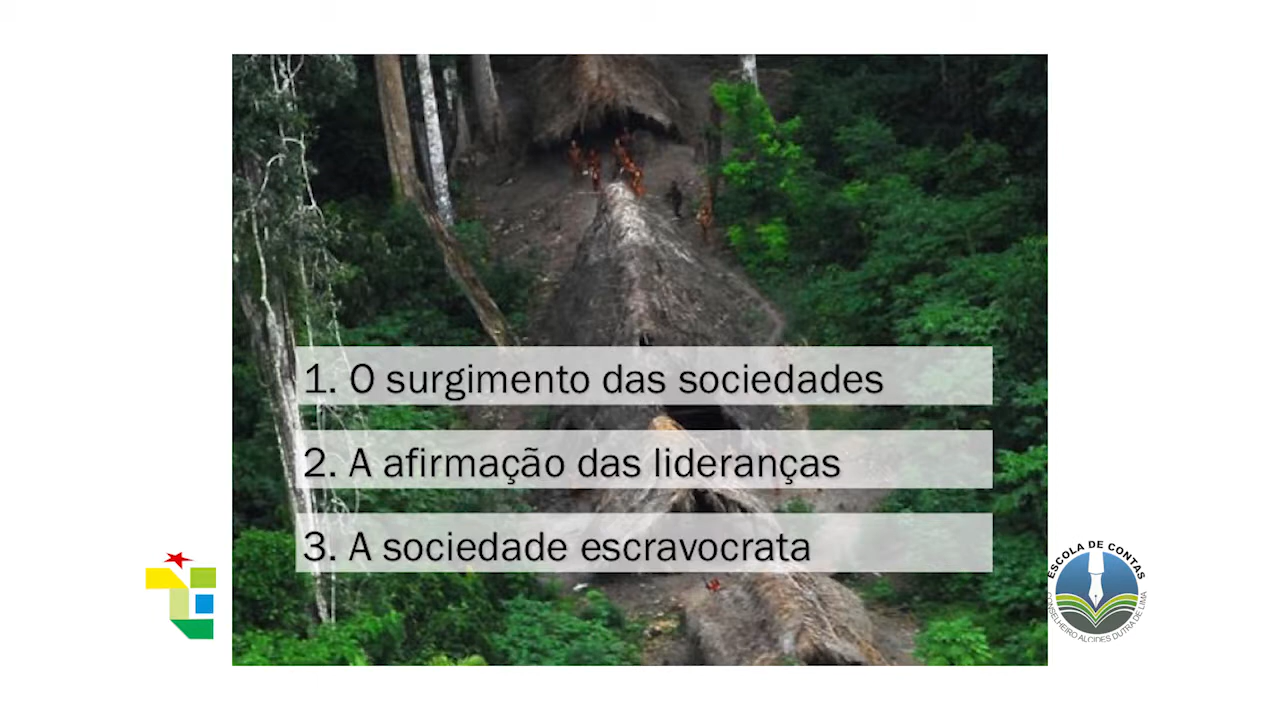 1. O surgimento das sociedades
2. A afirmação das lideranças
3. A sociedade escravocrata
ESCOLA DE CONTAS
CONSELHEIRO ALCIDES DUTRA DE LIMA